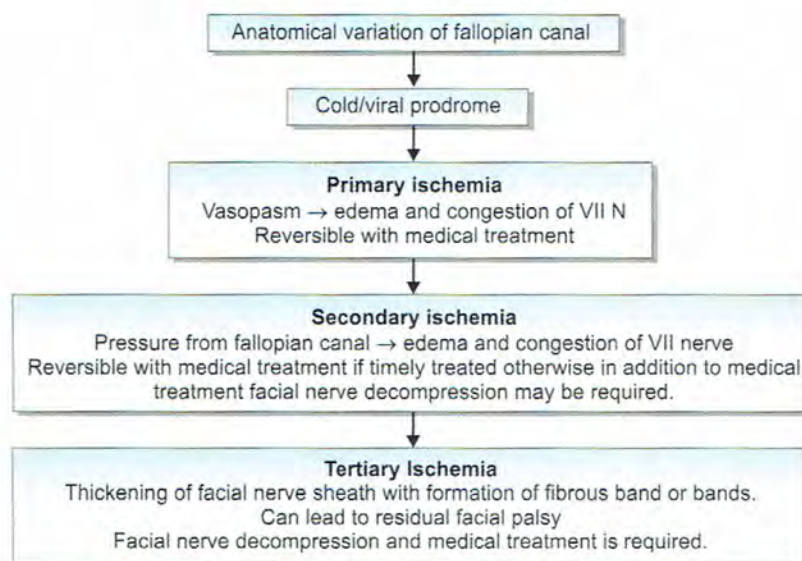 Anatomical variation of fallopian canal
Cold/viral prodrome
Primary ischemia
Vasopasm → edema and congestion of VII N
Reversible with medical treatment
Secondary ischemia
Pressure from fallopian canal → edema and congestion of VII nerve
Reversible with medical treatment if timely treated otherwise in addition to medical
treatment facial nerve decompression may be required.
Tertiary Ischemia
Thickening of facial nerve sheath with formation of fibrous band or bands.
Can lead to residual facial palsy
Facial nerve decompression and medical treatment is required.